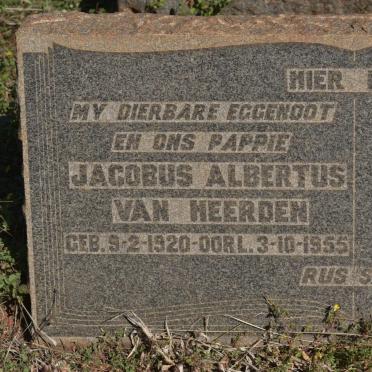 HIER
MY DIERBARE EGGENOOT
EN ONS PAPPIE
JACOBUS ALBERTUS
VAN HEERDEN
GEB. 9-2-1920-OORL. 3-10-1955
RUS